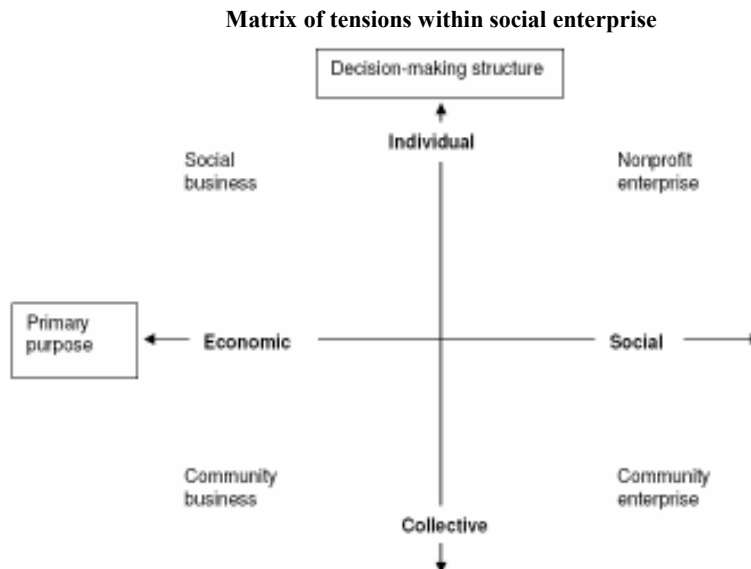 Matrix of tensions within social enterprise
Decision-making structure
Individual
Social
business
Nonprofit
enterprise
Primary
purpose
Economic
Social
Community
business
Community
enterprise
Collective